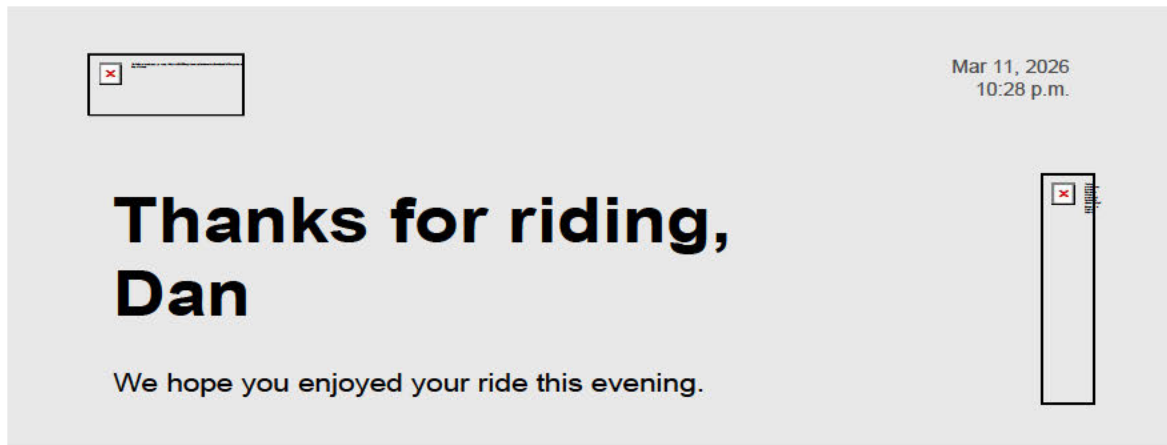 Mar 11, 2026
10:28 p.m.
Thanks for riding,
Dan
We hope you enjoyed your ride this evening.